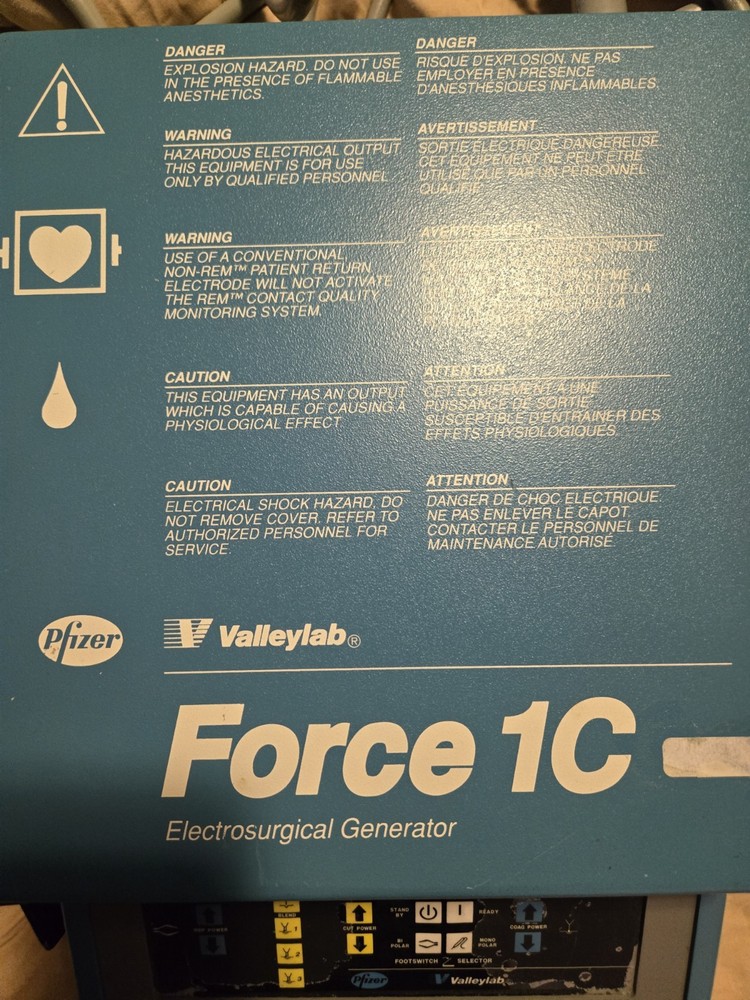 DANGER
EXPLOSION HAZARD. DO NOT USE
IN THE PRESENCE OF FLAMMABLE
ANESTHETICS.
WARNING
HAZARDOUS ELECTRICAL OUTPUT
THIS EQUIPMENT IS FOR USE
ONLY BY QUALIFIED PERSONNEL
WARNING
USE OF A CONVENTIONAL
NON-REM™ PATIENT RETURN
ELECTRODE WILL NOT ACTIVATE
THE REM™ CONTACT QUALITY
MONITORING SYSTEM.
CAUTION
THIS EQUIPMENT HAS AN OUTPUT
WHICH IS CAPABLE OF CAUSING A
PHYSIOLOGICAL EFFECT
CAUTION
ELECTRICAL SHOCK HAZARD. DO
NOT REMOVE COVER. REFER TO
AUTHORIZED PERSONNEL FOR
SERVICE.
DANGER
RISQUE D'EXPLOSION. NE PAS
EMPLOYER EN PRESENCE
D'ANESTHESIQUES INFLAMMABLES.
AVERTISSEMENT
SORTIE ELECTRIQUE DANGEREUSE
CET EQUIPEMENT NE PEUT ETRE
UTILISE QUE PAR UN PERSONNEL
QUALIFIE
AVERTISSEMENT
DE LA
ATTENTION
CET EQUIPEMENT A UNE
PUISSANCE DE SORTIE
SUSCEPTIBLE D'ENTRAINER DES
EFFETS PHYSIOLOGIQUES.
ATTENTION
DANGER DE CHOC ELECTRIQUE.
NE PAS ENLEVER LE CAPOT.
CONTACTER LE PERSONNEL DE
MAINTENANCE AUTORISE
Pfizer
Valleylab®
Force 1C
Electrosurgical Generator
BLEND
1
2
3
CUT POWER
STAND
BY
READY
BI
POLAR
MONO
POLAR
COAG POWER
FOOTSWITCH SELECTOR
Pfizer
Valleylab